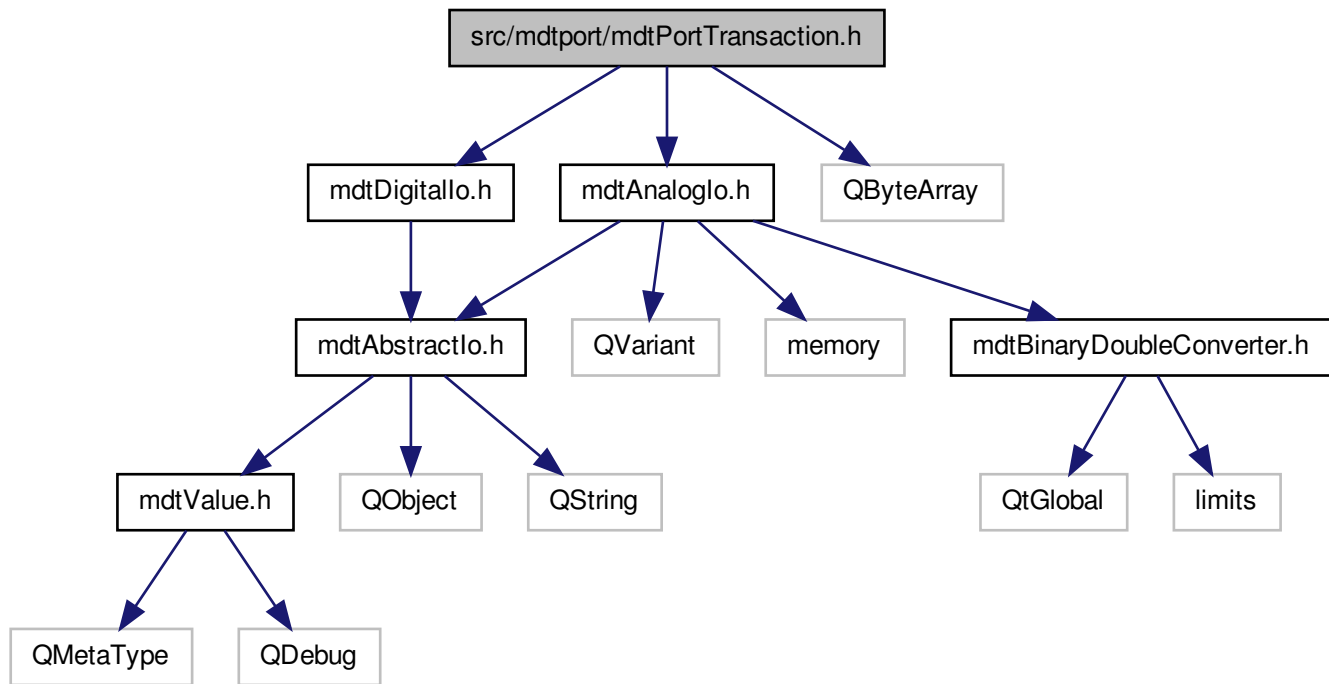 src/mdtport/mdtPortTransaction.h
mdtDigitalIo.h
mdtAnalogIo.h
QByteArray
mdtAbstractIo.h
QVariant
memory
mdtBinaryDoubleConverter.h
mdtValue.h
QObject
QString
QtGlobal
limits
QMetaType
QDebug